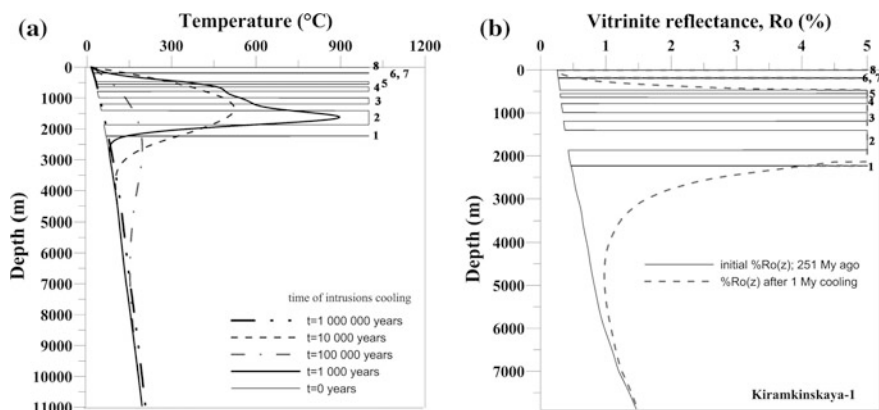 (a)
Temperature (°C)
0 300 600 900 1200
Depth (m)
0
1000
2000
3000
4000
5000
6000
7000
8000
9000
10000
11000
8
6, 7
5
4
3
2
1
time of intrusions cooling
t=1 000 000 years
t=10 000 years
t=100 000 years
t=1 000 years
t=0 years
(b)
Vitrinite reflectance, Ro (%)
0 1 2 3 4 5
Depth (m)
0
1000
2000
3000
4000
5000
6000
7000
8
6, 7
5
4
3
2
1
initial %Ro(z); 251 My ago
%Ro(z) after 1 My cooling
Kiramkinskaya-1